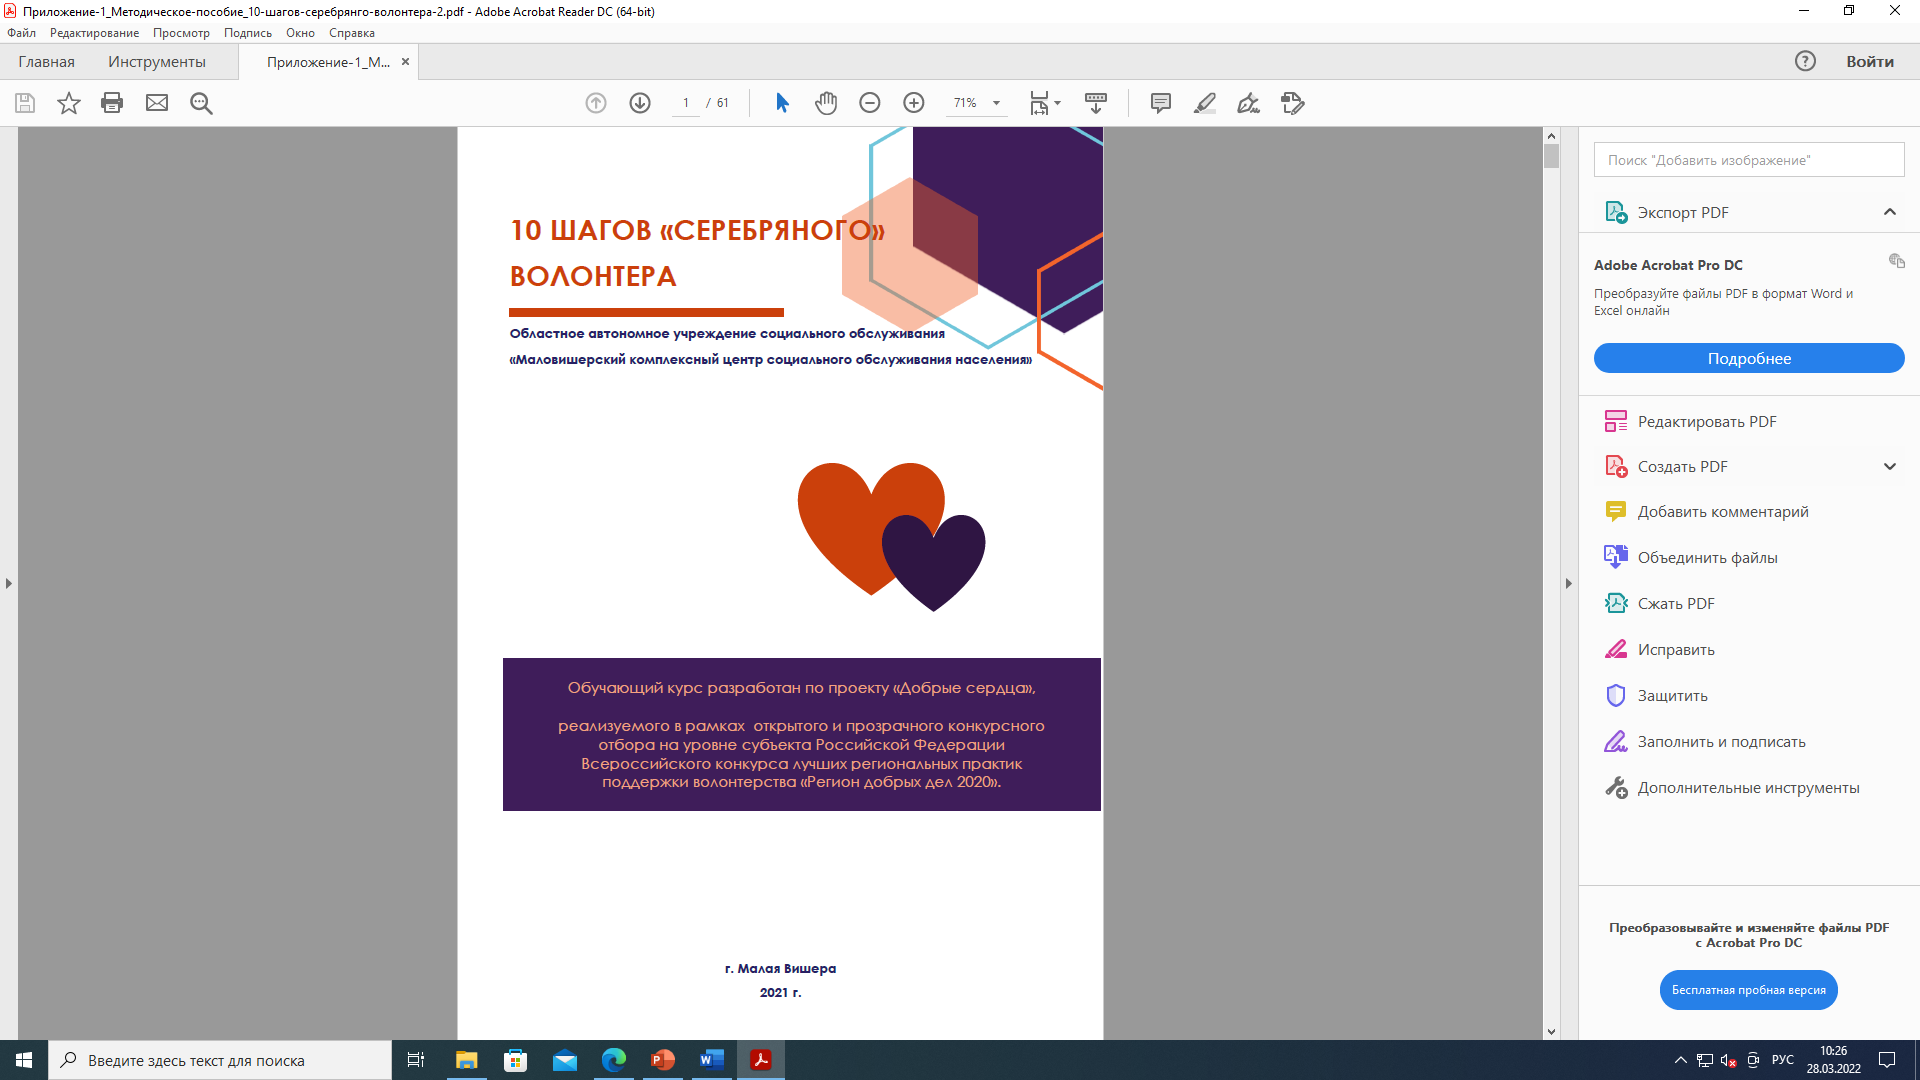 Приложение-1_Методическое-пособие_10-шагов-серебрянго-волонтера-2.pdf - Adobe Acrobat Reader DC (64-bit)
Файл Редактирование Просмотр Подпись Окно Справка
Главная Инструменты Приложение-1_М... × ? Войти
1 / 61 71%
10 ШАГОВ «СЕРЕБРЯНОГО»
ВОЛОНТЕРА
Областное автономное учреждение социального обслуживания
«Маловишерский комплексный центр социального обслуживания населения»
Обучающий курс разработан по проекту «Добрые сердца»,
реализуемого в рамках открытого и прозрачного конкурсного
отбора на уровне субъекта Российской Федерации
Всероссийского конкурса лучших региональных практик
поддержки волонтерства «Регион добрых дел 2020».
г. Малая Вишера
2021 г.
Поиск "Добавить изображение"
Экспорт PDF
Adobe Acrobat Pro DC
Преобразуйте файлы PDF в формат Word и
Excel онлайн
Подробнее
Редактировать PDF
Создать PDF
Добавить комментарий
Объединить файлы
Сжать PDF
Исправить
Защитить
Заполнить и подписать
Дополнительные инструменты
Преобразовывайте и изменяйте файлы PDF
с Acrobat Pro DC
Бесплатная пробная версия
Введите здесь текст для поиска
РУС
10:26
28.03.2022